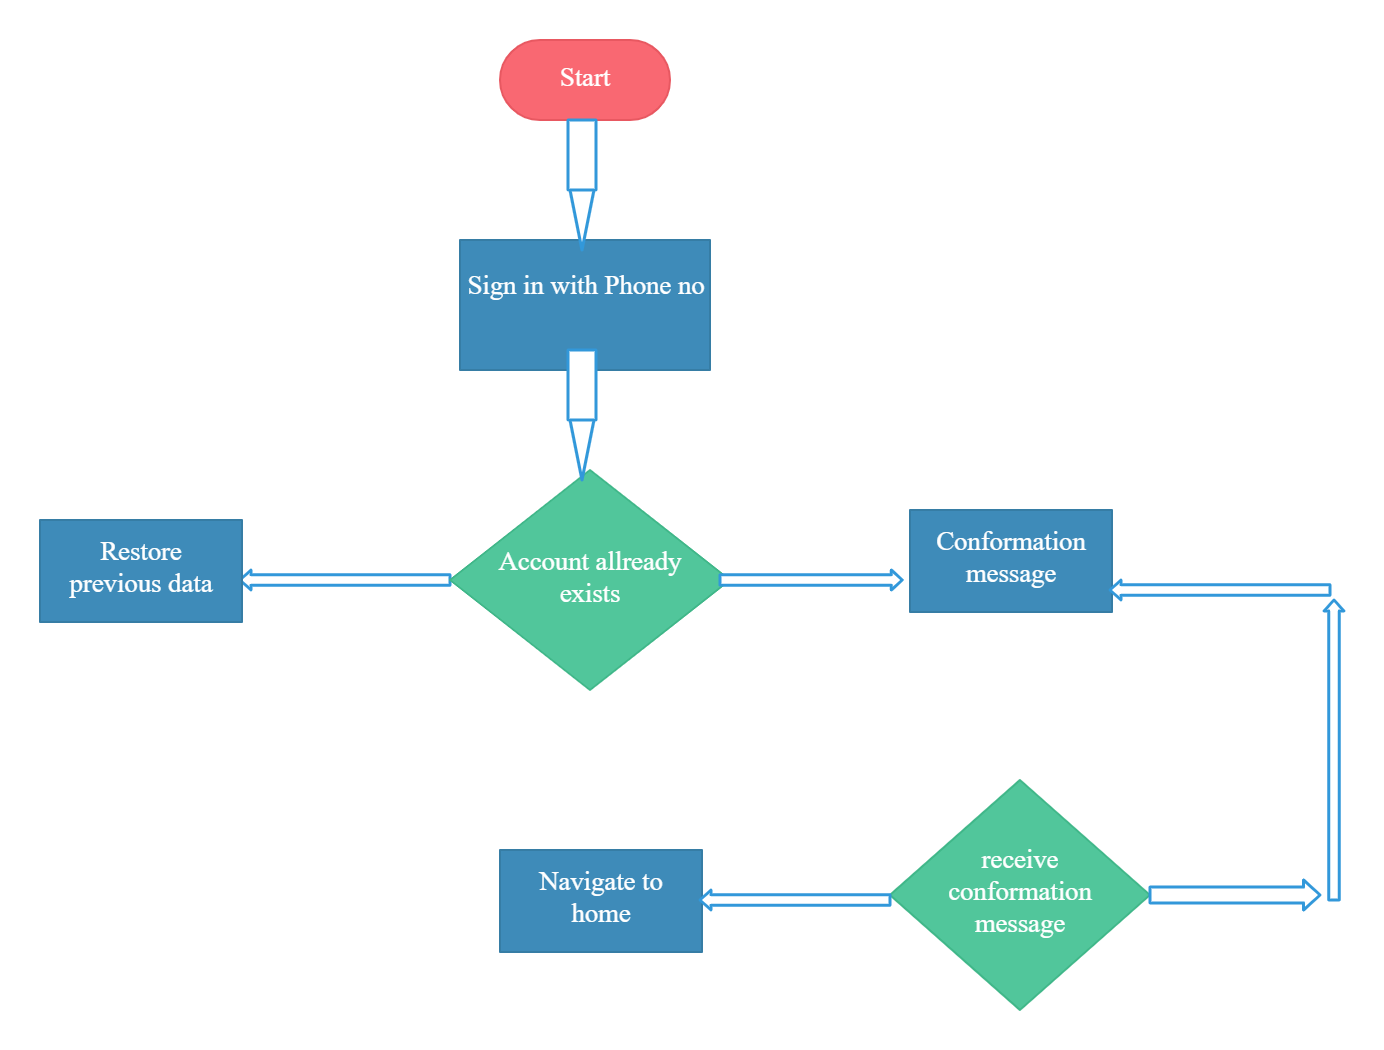 Start
Sign in with Phone no
Account allready
exists
Restore
previous data
Conformation
message
receive
conformation
message
Navigate to
home